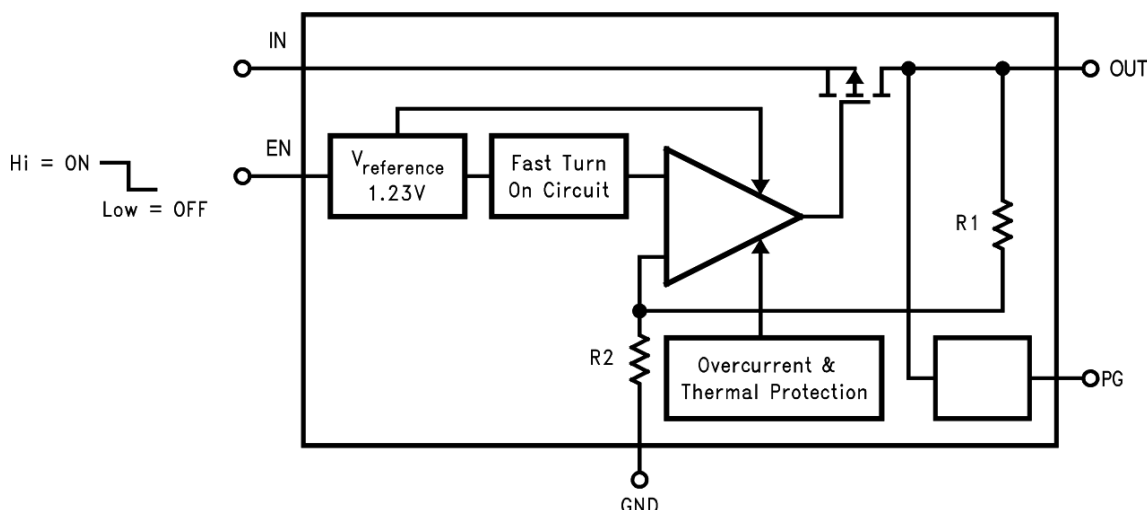 IN
OUT
EN
Hi = ON
Low = OFF
Vreference
1.23V
Fast Turn
On Circuit
R1
R2
Overcurrent &
Thermal Protection
PG
GND